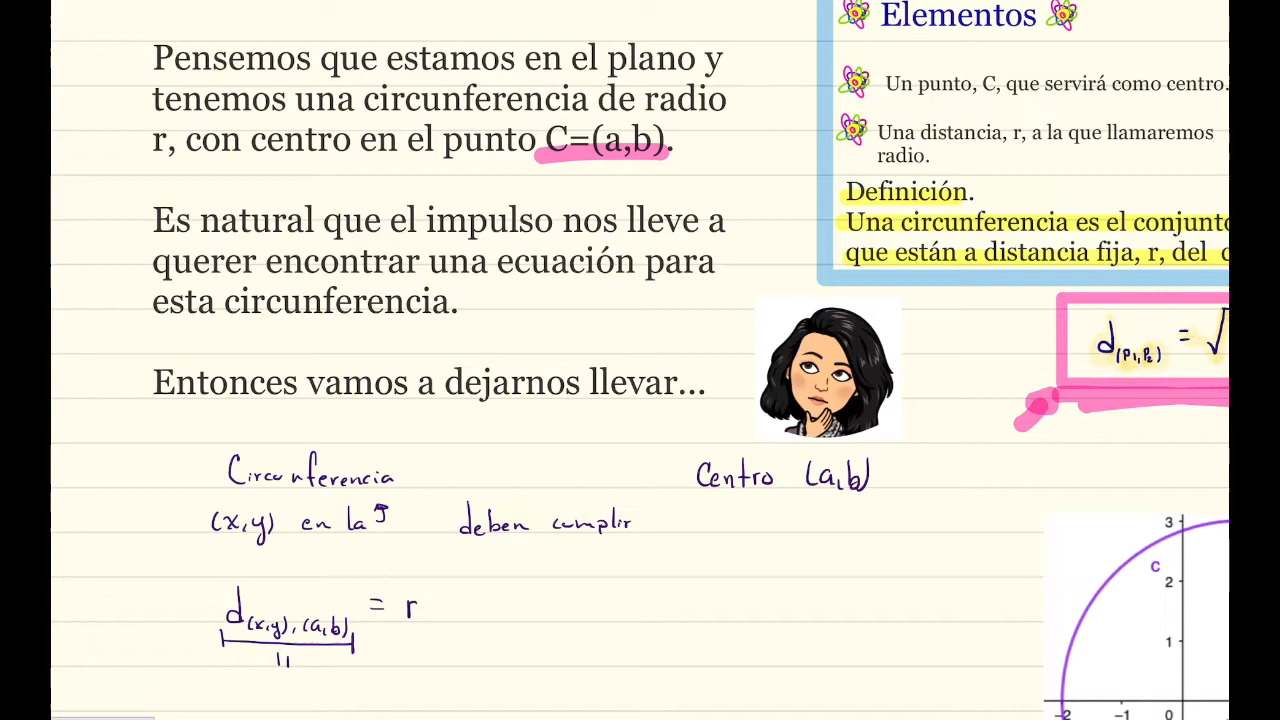 Pensemos que estamos en el plano y
tenemos una circunferencia de radio
r, con centro en el punto C=(a,b).
Es natural que el impulso nos lleve a
querer encontrar una ecuación para
esta circunferencia.
Entonces vamos a dejarnos llevar...
Elementos
Un punto, C, que servirá como centro.
Una distancia, r, a la que llamaremos
radio.
Definición.
Una circunferencia es el conjunto
que están a distancia fija, r, del
d(P1,P2) = √
Circunferencia
Centro (a,b)
(x,y) en la
deben cumplir
d(x,y),(a,b) = r
C
3
2
1
-2 -1 0